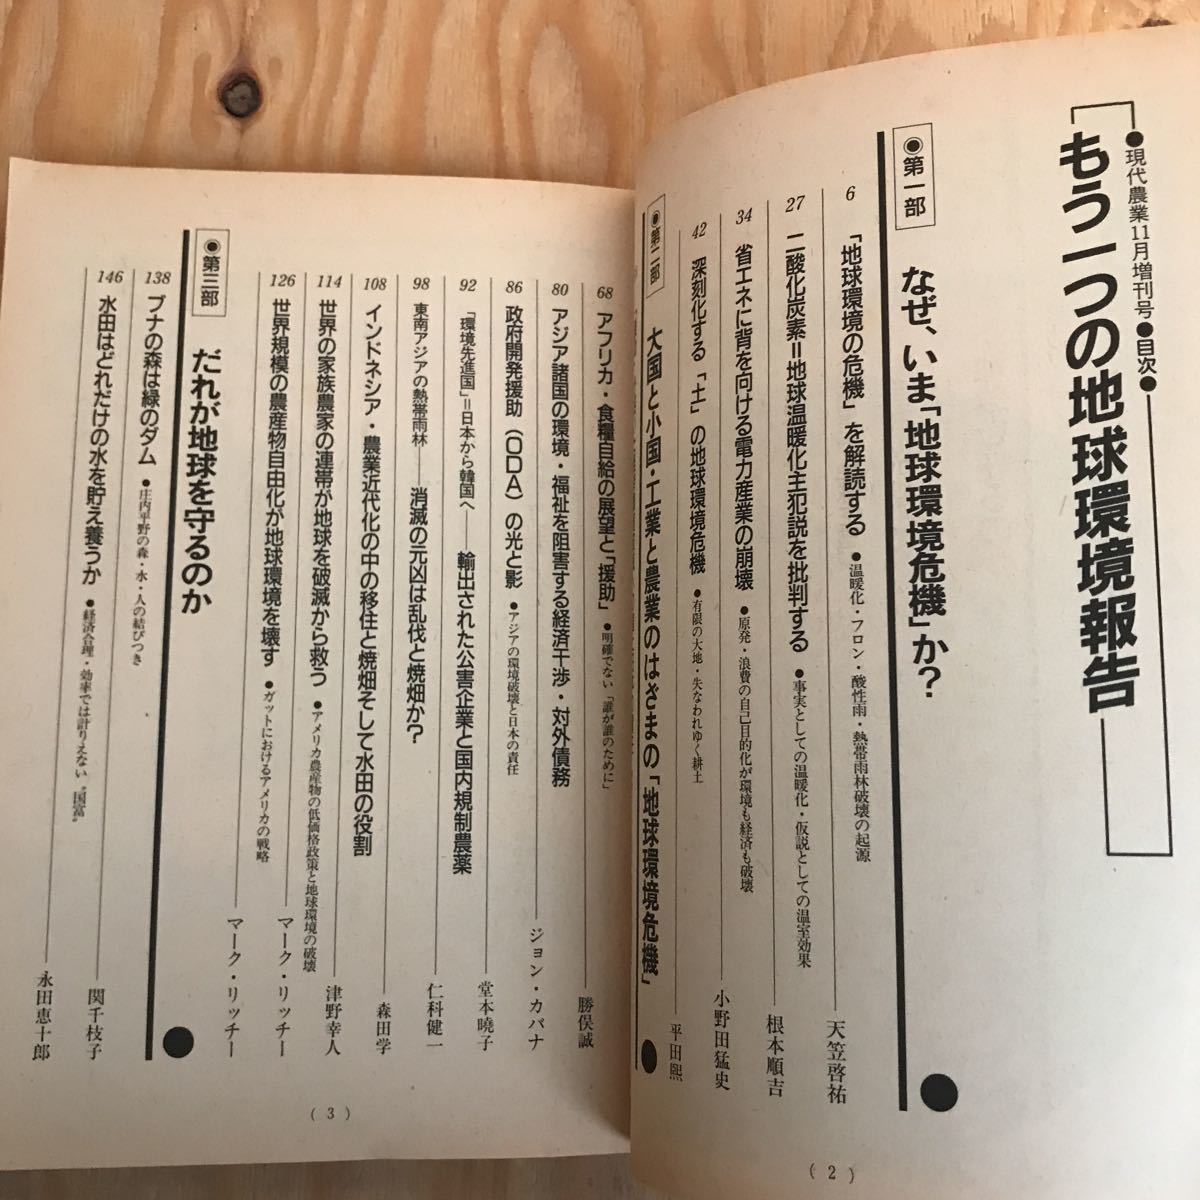 ●現代農業11月増刊号●目次●
もう一つの地球環境報告
●第一部 なぜ、いま「地球環境危機」か?
6 「地球環境の危機」を解読する ●温暖化・フロン・酸性雨・熱帯雨林破壊の起源 天笠啓祐
27 二酸化炭素=地球温暖化主犯説を批判する ●事実としての温暖化・仮説としての温室効果 根本順吉
34 省エネに背を向ける電力産業の崩壊 ●原発・浪費の自己目的化が環境も経済も破壊 小野田猛史
42 深刻化する「土」の地球環境危機 ●有限の大地・失なわれゆく耕土 平田熙
●第二部 大国と小国・工業と農業のはざまの「地球環境危機」
(2)
68 アフリカ・食糧自給の展望と「援助」 ●明確でない「誰が誰のために」 勝俣誠
80 アジア諸国の環境・福祉を阻害する経済干渉・対外債務 ジョン・カバナ
86 政府開発援助(ODA)の光と影 ●アジアの環境破壊と日本の責任 堂本暁子
92 「環境先進国」=日本から韓国へ――輸出された公害企業と国内規制農薬 仁科健一
98 東南アジアの熱帯雨林――消滅の元凶は乱伐と焼畑か? 森田学
108 インドネシア・農業近代化の中の移住と焼畑そして水田の役割 津野幸人
114 世界の家族農家の連帯が地球を破滅から救う ●アメリカ農産物の低価格政策と地球環境の破壊 マーク・リッチー
126 世界規模の農産物自由化が地球環境を壊す ●ガットにおけるアメリカの戦略 マーク・リッチー
●第三部 だれが地球を守るのか
138 ブナの森は緑のダム ●庄内平野の森・水・人の結びつき 関千枝子
146 水田はどれだけの水を貯え養うか ●経済合理・効率では計りえない“国富” 永田恵十郎
(3)